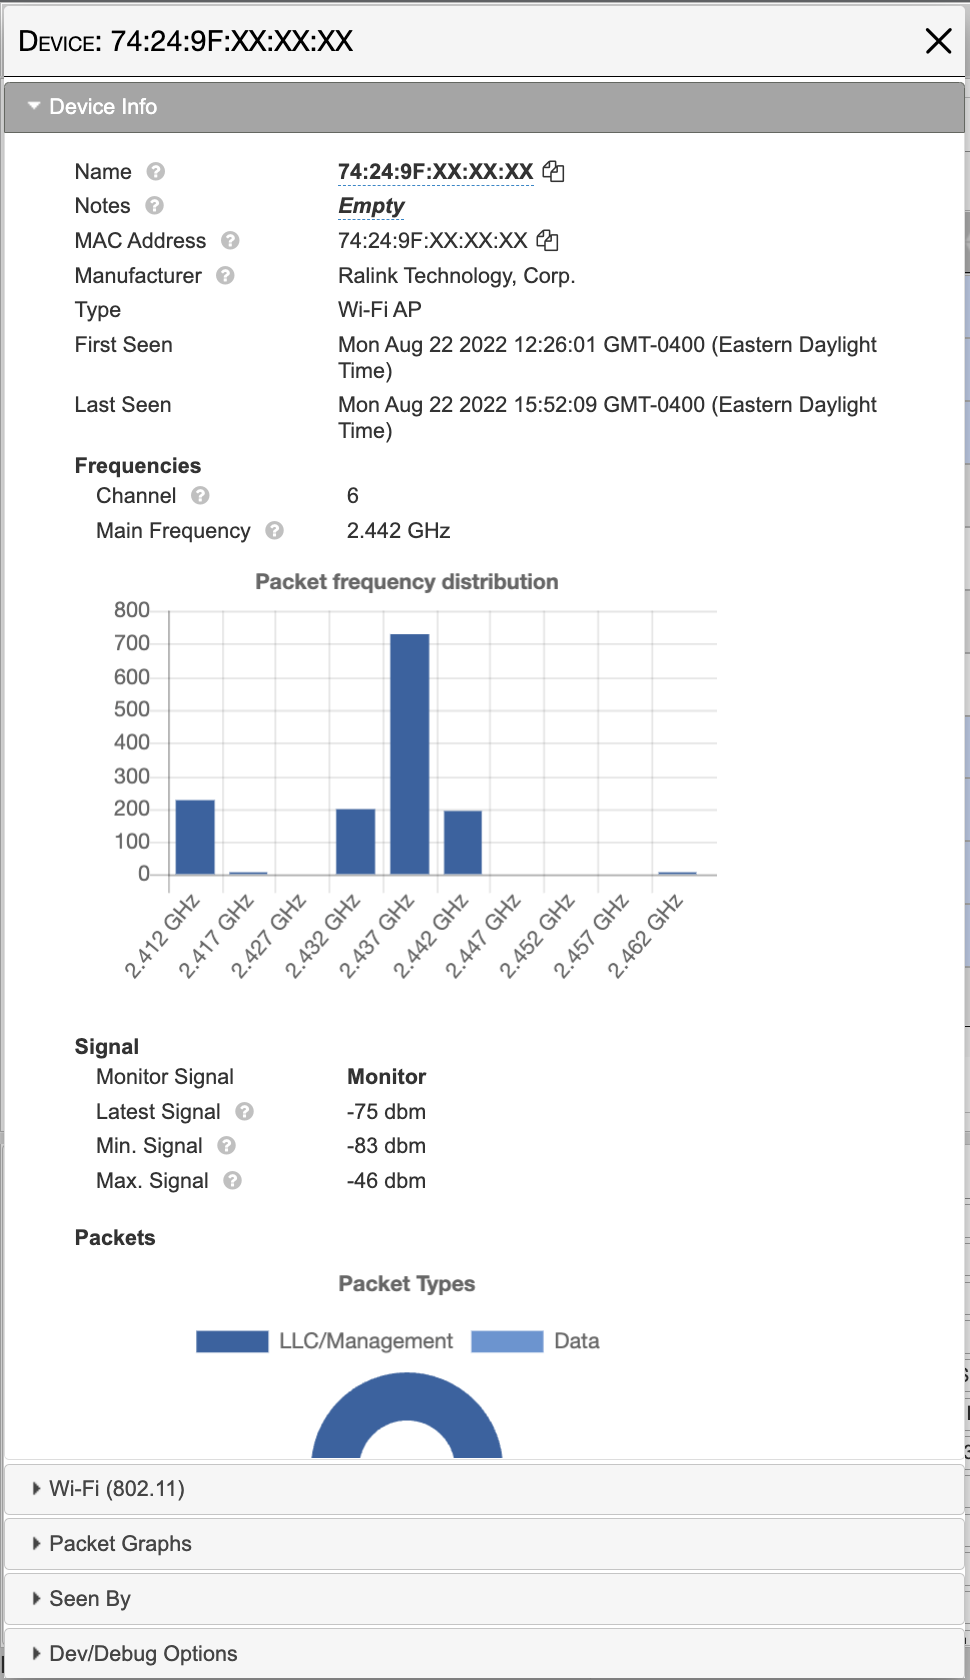 DEVICE: 74:24:9F:XX:XX:XX
Device Info
Name ? 74:24:9F:XX:XX:XX
Notes ? Empty
MAC Address ? 74:24:9F:XX:XX:XX
Manufacturer ? Ralink Technology, Corp.
Type Wi-Fi AP
First Seen Mon Aug 22 2022 12:26:01 GMT-0400 (Eastern Daylight
Time)
Last Seen Mon Aug 22 2022 15:52:09 GMT-0400 (Eastern Daylight
Time)
Frequencies
Channel ? 6
Main Frequency ? 2.442 GHz
Packet frequency distribution
800
700
600
500
400
300
200
100
0
2.412 GHz
2.417 GHz
2.427 GHz
2.432 GHz
2.437 GHz
2.442 GHz
2.447 GHz
2.452 GHz
2.457 GHz
2.462 GHz
Signal
Monitor Signal Monitor
Latest Signal ? -75 dbm
Min. Signal ? -83 dbm
Max. Signal ? -46 dbm
Packets
Packet Types
LLC/Management Data
Wi-Fi (802.11)
Packet Graphs
Seen By
Dev/Debug Options